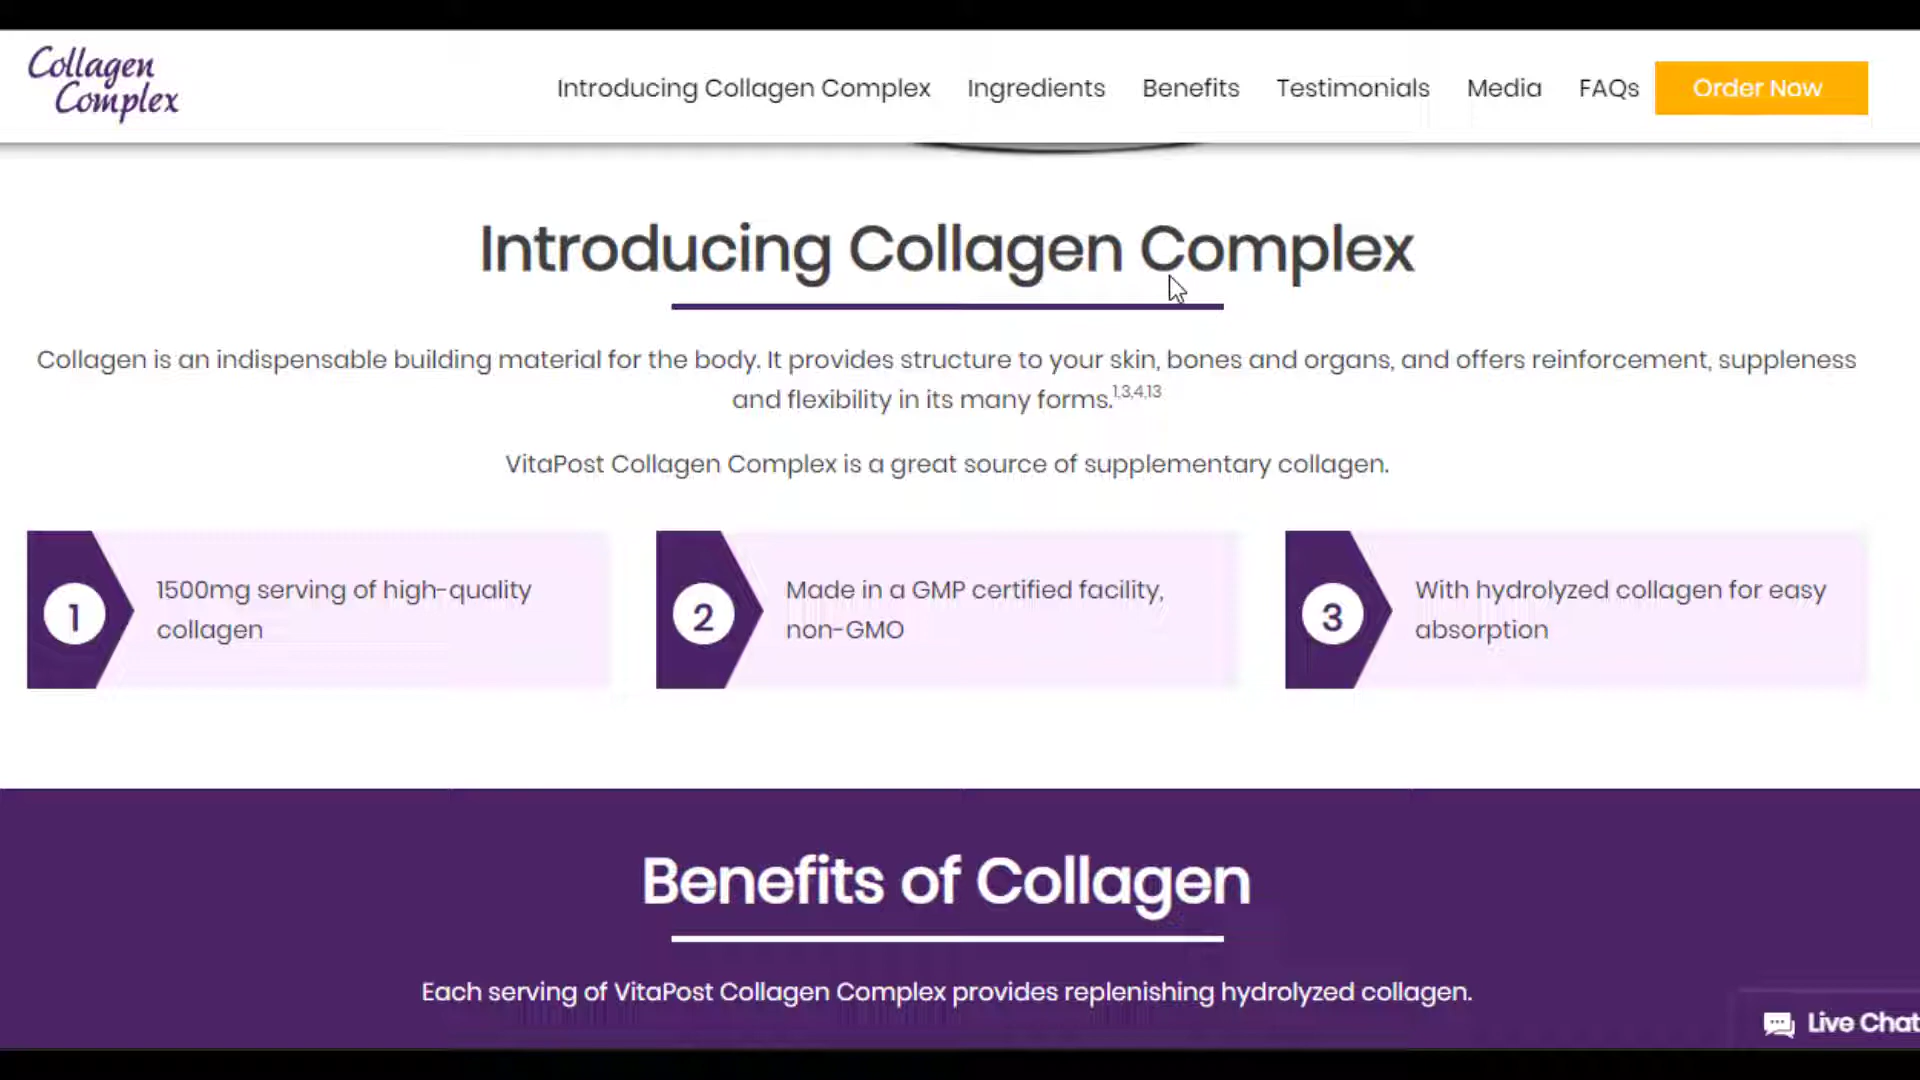 Collagen
Complex
Introducing Collagen Complex Ingredients Benefits Testimonials Media FAQs Order Now
Introducing Collagen Complex
Collagen is an indispensable building material for the body. It provides structure to your skin, bones and organs, and offers reinforcement, suppleness
and flexibility in its many forms.1,3,4,13
VitaPost Collagen Complex is a great source of supplementary collagen.
1
1500mg serving of high-quality
collagen
2
Made in a GMP certified facility,
non-GMO
3
With hydrolyzed collagen for easy
absorption
Benefits of Collagen
Each serving of VitaPost Collagen Complex provides replenishing hydrolyzed collagen.
Live Chat